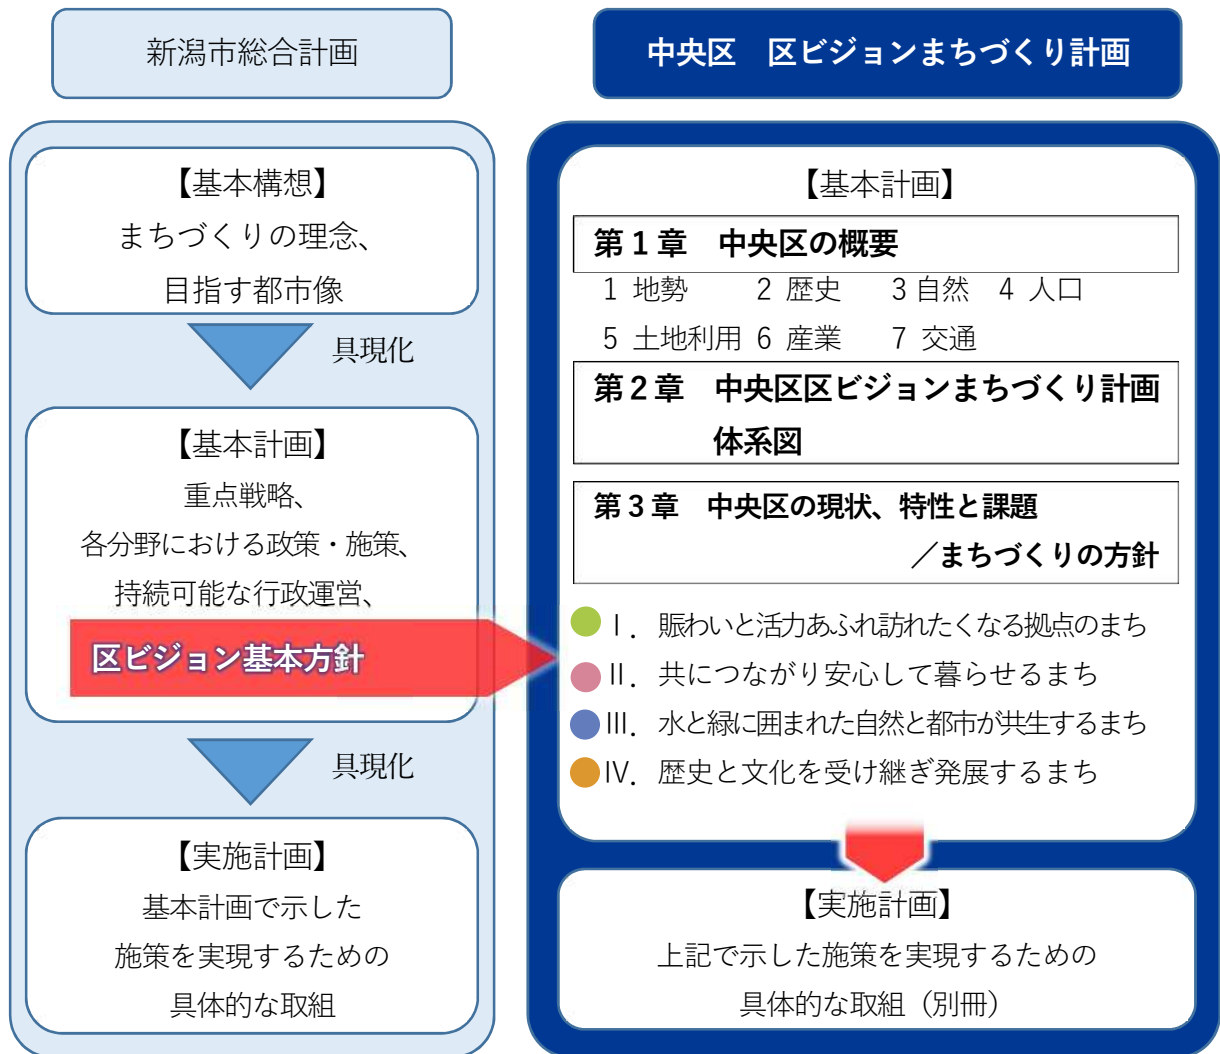 新潟市総合計画
【基本構想】
まちづくりの理念、
目指す都市像
具現化
【基本計画】
重点戦略、
各分野における政策・施策、
持続可能な行政運営、
区ビジョン基本方針
具現化
【実施計画】
基本計画で示した
施策を実現するための
具体的な取組
中央区　区ビジョンまちづくり計画
【基本計画】
第１章　中央区の概要
1 地勢　2 歴史　3 自然　4 人口
5 土地利用　6 産業　7 交通
第２章　中央区区ビジョンまちづくり計画
体系図
第３章　中央区の現状、特性と課題
／まちづくりの方針
Ⅰ．賑わいと活力あふれ訪れたくなる拠点のまち
Ⅱ．共につながり安心して暮らせるまち
Ⅲ．水と緑に囲まれた自然と都市が共生するまち
Ⅳ．歴史と文化を受け継ぎ発展するまち
【実施計画】
上記で示した施策を実現するための
具体的な取組（別冊）